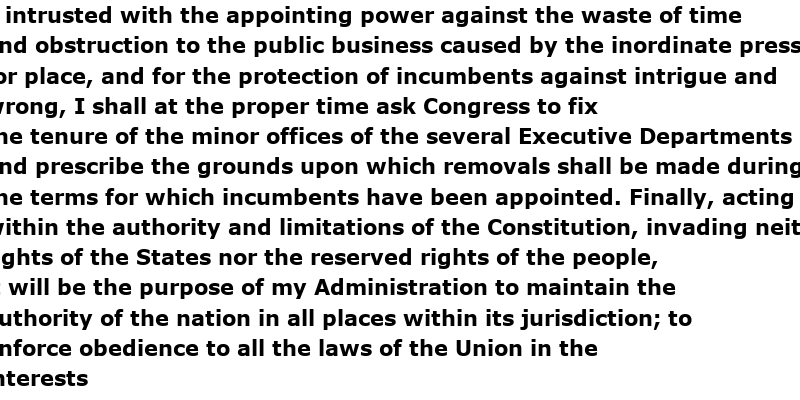 intrusted with the appointing power against the waste of time
nd obstruction to the public business caused by the inordinate press
or place, and for the protection of incumbents against intrigue and
wrong, I shall at the proper time ask Congress to fix
he tenure of the minor offices of the several Executive Departments
nd prescribe the grounds upon which removals shall be made during
he terms for which incumbents have been appointed. Finally, acting
within the authority and limitations of the Constitution, invading neit
ghts of the States nor the reserved rights of the people,
will be the purpose of my Administration to maintain the
uthority of the nation in all places within its jurisdiction; to
nforce obedience to all the laws of the Union in the
nterests